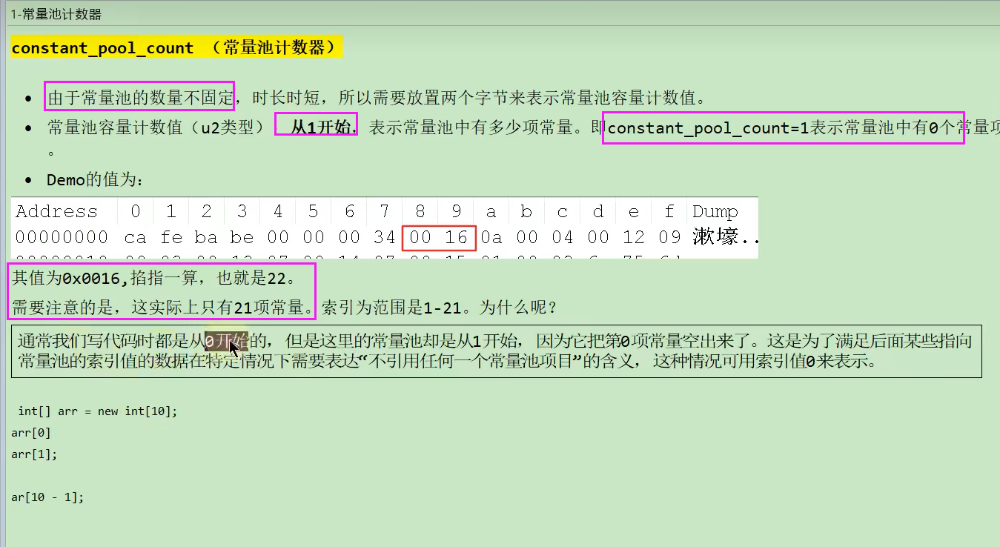 1-常量池计数器
constant_pool_count （常量池计数器）
• 由于常量池的数量不固定，时长时短，所以需要放置两个字节来表示常量池容量计数值。
• 常量池容量计数值（u2类型）：从1开始，表示常量池中有多少项常量。即constant_pool_count=1表示常量池中有0个常量项
。
• Demo的值为：
Address 0 1 2 3 4 5 6 7 8 9 a b c d e f Dump
00000000 ca fe ba be 00 00 00 34 00 16 0a 00 04 00 12 09 漱壕..
其值为0x0016,掐指一算，也就是22。
需要注意的是，这实际上只有21项常量。索引为范围是1-21。为什么呢？
通常我们写代码时都是从0开始的，但是这里的常量池却是从1开始，因为它把第0项常量空出来了。这是为了满足后面某些指向
常量池的索引值的数据在特定情况下需要表达“不引用任何一个常量池项目”的含义，这种情况可用索引值0来表示。
int[] arr = new int[10];
arr[0]
arr[1];
ar[10 - 1];